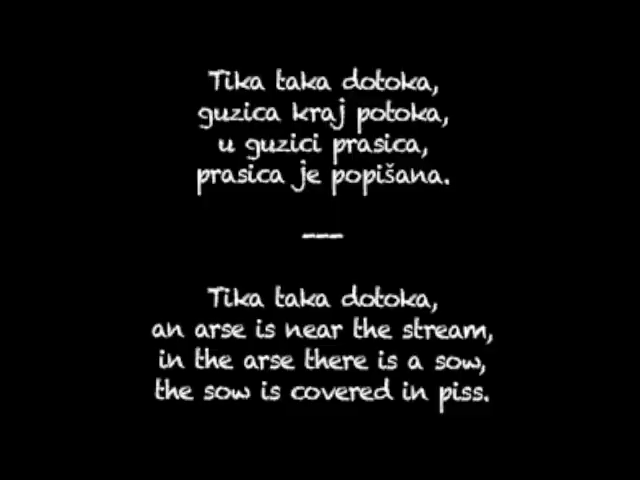 Tika taka dotoka,
guzica kraj potoka,
u guzici prasica,
prasica je popišana.
---
Tika taka dotoka,
an arse is near the stream,
in the arse there is a sow,
the sow is covered in piss.